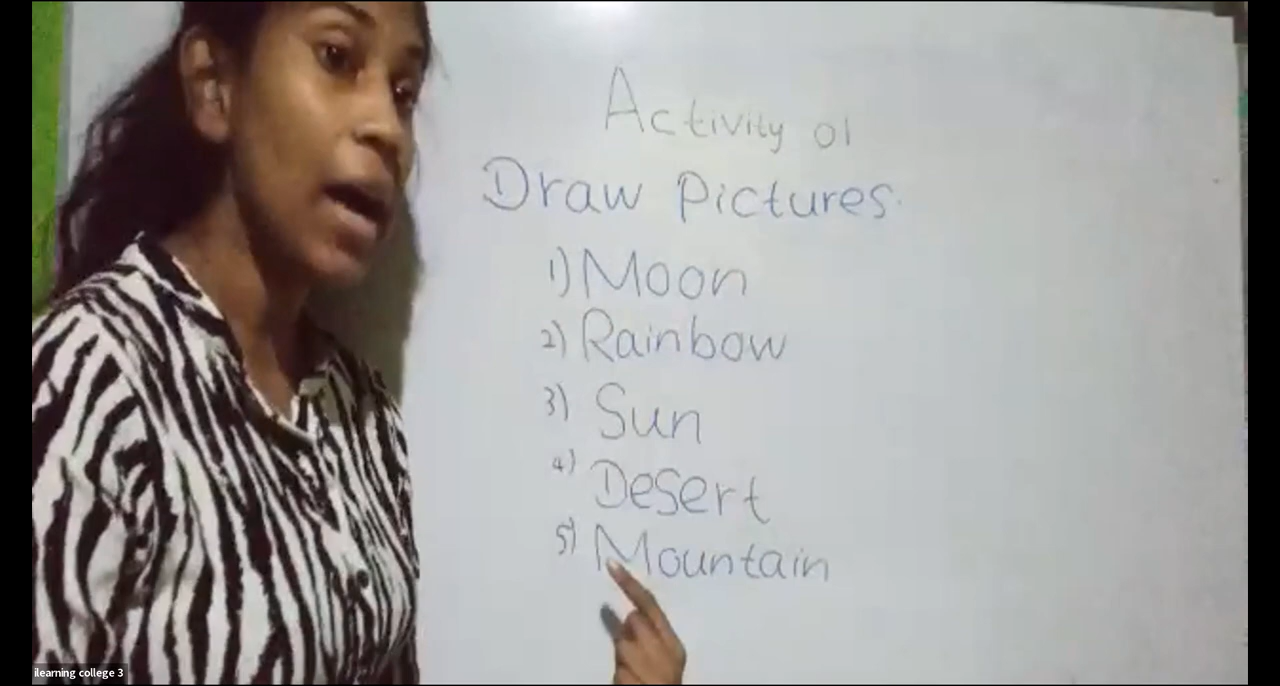 Activity 01
Draw Pictures.
1) Moon
2) Rainbow
3) Sun
4) Desert
5) Mountain
ilearning college 3